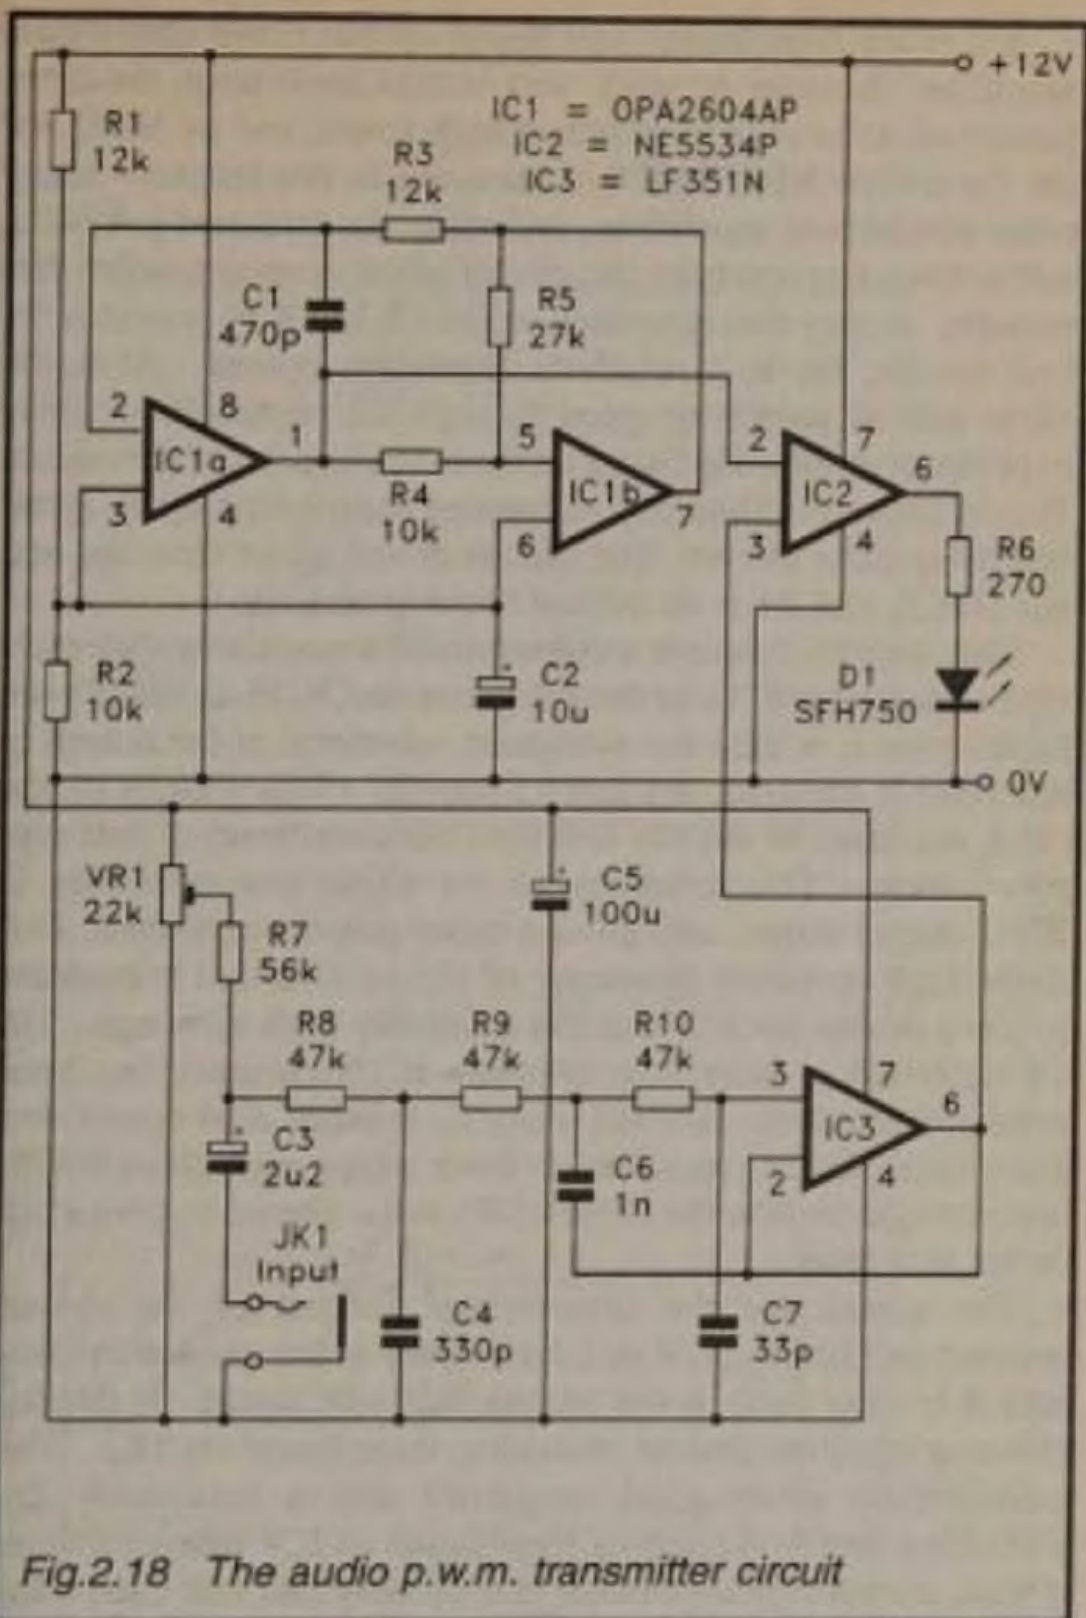 +12V
IC1 = OPA2604AP
IC2 = NE5534P
IC3 = LF351N
R1
12k
R3
12k
C1
470p
R5
27k
2
8
IC1a
1
3
4
R4
10k
5
IC1b
6
7
2
7
IC2
6
3
4
R6
270
R2
10k
+
C2
10u
D1
SFH750
0V
VR1
22k
R7
56k
+
C5
100u
R8
47k
R9
47k
R10
47k
3
7
IC3
6
2
4
+
C3
2u2
C6
1n
JK1
Input
C4
330p
C7
33p
Fig.2.18 The audio p.w.m. transmitter circuit